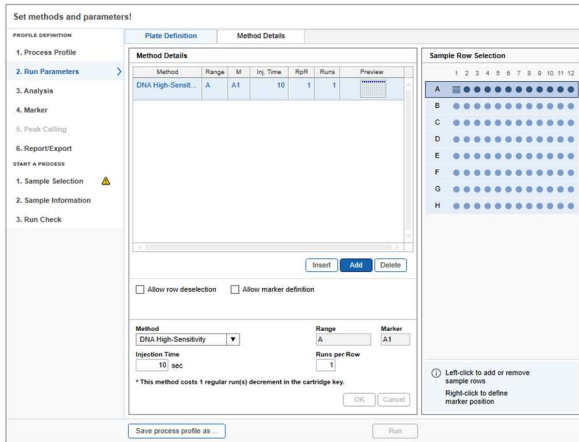 Set methods and parameters!
PROFILE DEFINITION
1. Process Profile
2. Run Parameters
3. Analysis
4. Marker
5. Peak Calling
6. Report/Export
START A PROCESS
1. Sample Selection
2. Sample Information
3. Run Check
Plate Definition Method Details
Method Details
Method Range M Inj. Time RpR Runs Preview
DNA High-Sensit... A A1 10 1 1
Insert Add Delete
Allow row deselection Allow marker definition
Method Range Marker
DNA High-Sensitivity A A1
Injection Time Runs per Row
10 sec 1
* This method costs 1 regular run(s) decrement in the cartridge key.
OK Cancel
Save process profile as ... Run
Sample Row Selection
1 2 3 4 5 6 7 8 9 10 11 12
A
B
C
D
E
F
G
H
Left-click to add or remove
sample rows
Right-click to define
marker position